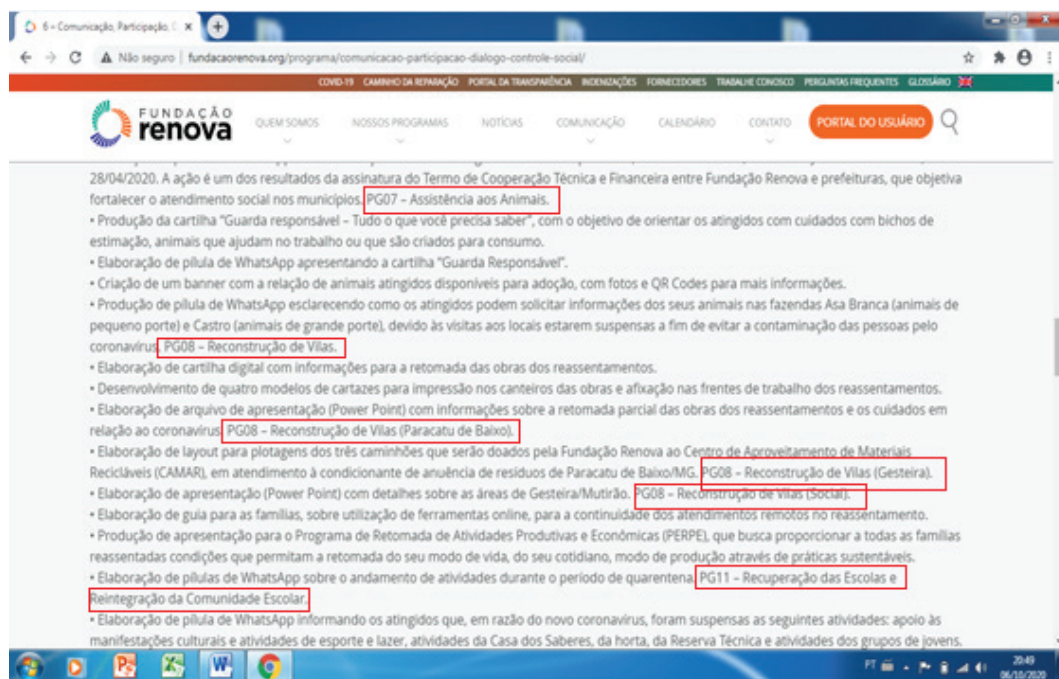 6 – Comunicação, Participação, D
Não seguro | fundacaorenova.org/programa/comunicacao-participacao-dialogo-controle-social/
COVID-19 CAMINHO DA REPARAÇÃO PORTAL DA TRANSPARÊNCIA INDENIZAÇÕES FORNECEDORES TRABALHE CONOSCO PERGUNTAS FREQUENTES GLOSSÁRIO
FUNDAÇÃO
renova
QUEM SOMOS NOSSOS PROGRAMAS NOTÍCIAS COMUNICAÇÃO CALENDÁRIO CONTATO PORTAL DO USUÁRIO
28/04/2020. A ação é um dos resultados da assinatura do Termo de Cooperação Técnica e Financeira entre Fundação Renova e prefeituras, que objetiva
fortalecer o atendimento social nos municípios. PG07 – Assistência aos Animais.
• Produção da cartilha "Guarda responsável – Tudo o que você precisa saber", com o objetivo de orientar os atingidos com cuidados com bichos de
estimação, animais que ajudam no trabalho ou que são criados para consumo.
• Elaboração de pílula de WhatsApp apresentando a cartilha "Guarda Responsável".
• Criação de um banner com a relação de animais atingidos disponíveis para adoção, com fotos e QR Codes para mais informações.
• Produção de pílula de WhatsApp esclarecendo como os atingidos podem solicitar informações dos seus animais nas fazendas Asa Branca (animais de
pequeno porte) e Castro (animais de grande porte), devido às visitas aos locais estarem suspensas a fim de evitar a contaminação das pessoas pelo
coronavírus. PG08 – Reconstrução de Vilas.
• Elaboração de cartilha digital com informações para a retomada das obras dos reassentamentos.
• Desenvolvimento de quatro modelos de cartazes para impressão nos canteiros das obras e afixação nas frentes de trabalho dos reassentamentos.
• Elaboração de arquivo de apresentação (Power Point) com informações sobre a retomada parcial das obras dos reassentamentos e os cuidados em
relação ao coronavírus. PG08 – Reconstrução de Vilas (Paracatu de Baixo).
• Elaboração de layout para plotagens dos três caminhões que serão doados pela Fundação Renova ao Centro de Aproveitamento de Materiais
Recicláveis (CAMAR), em atendimento à condicionante de anuência de resíduos de Paracatu de Baixo/MG. PG08 – Reconstrução de Vilas (Gesteira).
• Elaboração de apresentação (Power Point) com detalhes sobre as áreas de Gesteira/Mutirão. PG08 – Reconstrução de Vilas (Social).
• Elaboração de guia para as famílias, sobre utilização de ferramentas online, para a continuidade dos atendimentos remotos no reassentamento.
• Produção de apresentação para o Programa de Retomada de Atividades Produtivas e Econômicas (PERPE), que busca proporcionar a todas as famílias
reassentadas condições que permitam a retomada do seu modo de vida, do seu cotidiano, modo de produção através de práticas sustentáveis.
• Elaboração de pílulas de WhatsApp sobre o andamento de atividades durante o período de quarentena. PG11 – Recuperação das Escolas e
Reintegração da Comunidade Escolar.
• Elaboração de pílula de WhatsApp informando os atingidos que, em razão do novo coronavírus, foram suspensas as seguintes atividades: apoio às
manifestações culturais e atividades de esporte e lazer, atividades da Casa dos Saberes, da horta, da Reserva Técnica e atividades dos grupos de jovens.
PT 20:49
06/10/2020